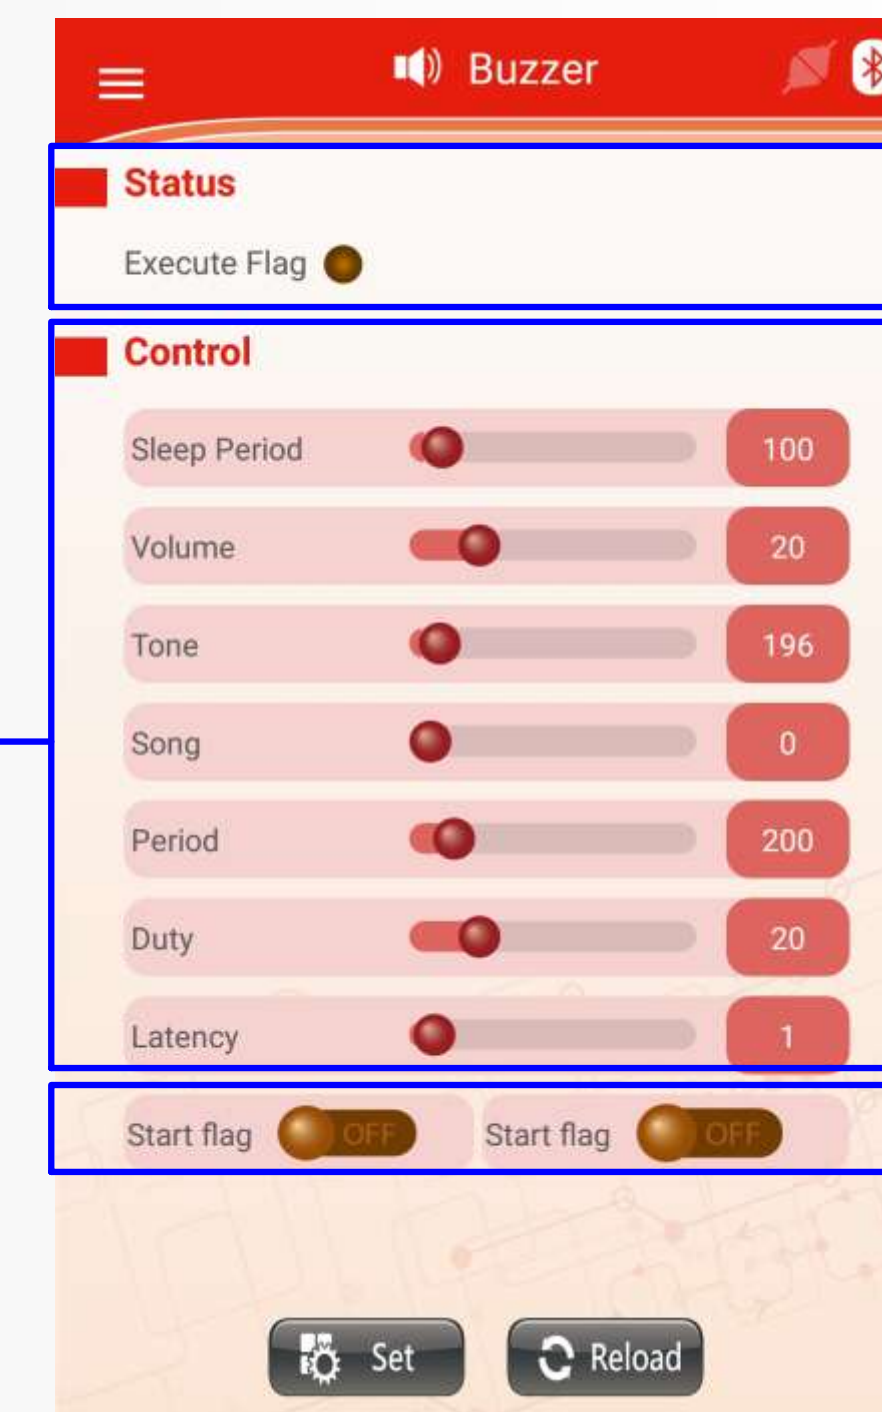 Buzzer
Status
Execute Flag
Control
Sleep Period 100
Volume 20
Tone 196
Song 0
Period 200
Duty 20
Latency 1
Start flag OFF Start flag OFF
Set Reload